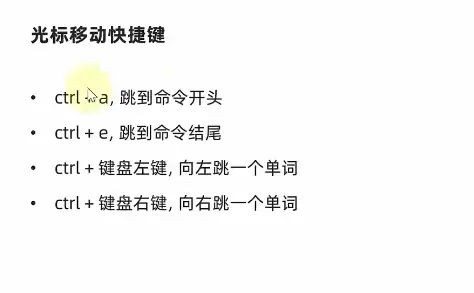 光标移动快捷键
• ctrl + a, 跳到命令开头
• ctrl + e, 跳到命令结尾
• ctrl + 键盘左键, 向左跳一个单词
• ctrl + 键盘右键, 向右跳一个单词